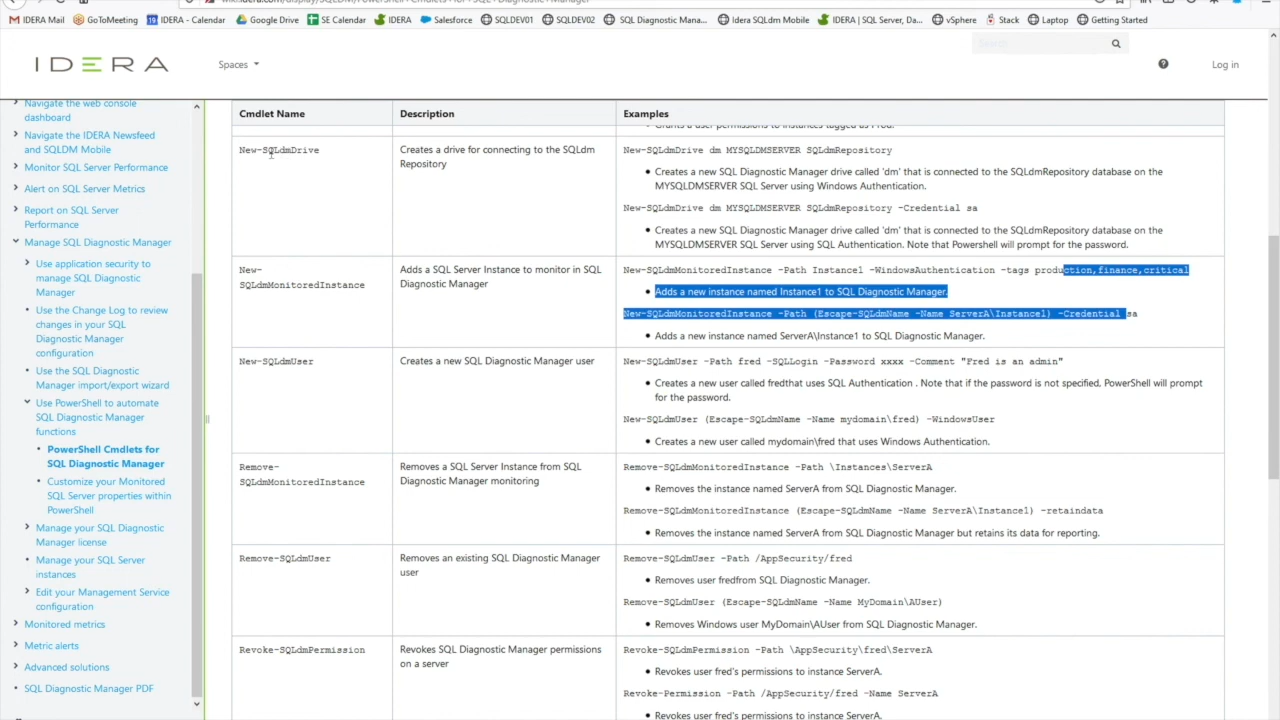 wiki.idera.com/display/SQLDM/PowerShell+Cmdlets+for+SQL+Diagnostic+Manager
IDERA Mail GoToMeeting IDERA - Calendar Google Drive SE Calendar IDERA Salesforce SQLDEV01 SQLDEV02 SQL Diagnostic Mana... Idera SQLdm Mobile IDERA | SQL Server, Da... vSphere Stack Laptop Getting Started
IDERA Spaces Log in
Navigate the web console
dashboard
Navigate the IDERA Newsfeed
and SQLDM Mobile
Monitor SQL Server Performance
Alert on SQL Server Metrics
Report on SQL Server
Performance
Manage SQL Diagnostic Manager
Use application security to
manage SQL Diagnostic
Manager
Use the Change Log to review
changes in your SQL
Diagnostic Manager
configuration
Use the SQL Diagnostic
Manager import/export wizard
Use PowerShell to automate
SQL Diagnostic Manager
functions
PowerShell Cmdlets for
SQL Diagnostic Manager
Customize your Monitored
SQL Server properties within
PowerShell
Manage your SQL Diagnostic
Manager license
Manage your SQL Server
instances
Edit your Management Service
configuration
Monitored metrics
Metric alerts
Advanced solutions
SQL Diagnostic Manager PDF
Cmdlet Name Description Examples
Grants a user permissions to instances tagged as Fred.
New-SQLdmDrive
Creates a drive for connecting to the SQLdm
Repository
New-SQLdmDrive dm MYSQLDMSERVER SQLdmRepository
Creates a new SQL Diagnostic Manager drive called 'dm' that is connected to the SQLdmRepository database on the
MYSQLDMSERVER SQL Server using Windows Authentication.
New-SQLdmDrive dm MYSQLDMSERVER SQLdmRepository -Credential sa
Creates a new SQL Diagnostic Manager drive called 'dm' that is connected to the SQLdmRepository database on the
MYSQLDMSERVER SQL Server using SQL Authentication. Note that Powershell will prompt for the password.
New-
SQLdmMonitoredInstance
Adds a SQL Server Instance to monitor in SQL
Diagnostic Manager
New-SQLdmMonitoredInstance -Path Instance1 -WindowsAuthentication -tags production,finance,critical
Adds a new instance named Instance1 to SQL Diagnostic Manager.
New-SQLdmMonitoredInstance -Path (Escape-SQLdmName -Name ServerA\Instance1) -Credential sa
Adds a new instance named ServerA\Instance1 to SQL Diagnostic Manager.
New-SQLdmUser
Creates a new SQL Diagnostic Manager user
New-SQLdmUser -Path fred -SQLLogin -Password xxxx -Comment "Fred is an admin"
Creates a new user called fredthat uses SQL Authentication . Note that if the password is not specified, PowerShell will prompt
for the password.
New-SQLdmUser (Escape-SQLdmName -Name mydomain\fred) -WindowsUser
Creates a new user called mydomain\fred that uses Windows Authentication.
Remove-
SQLdmMonitoredInstance
Removes a SQL Server Instance from SQL
Diagnostic Manager monitoring
Remove-SQLdmMonitoredInstance -Path \Instances\ServerA
Removes the instance named ServerA from SQL Diagnostic Manager.
Remove-SQLdmMonitoredInstance (Escape-SQLdmName -Name ServerA\Instance1) -retaindata
Removes the instance named ServerA from SQL Diagnostic Manager but retains its data for reporting.
Remove-SQLdmUser
Removes an existing SQL Diagnostic Manager
user
Remove-SQLdmUser -Path /AppSecurity/fred
Removes user fredfrom SQL Diagnostic Manager.
Remove-SQLdmUser (Escape-SQLdmName -Name MyDomain\AUser)
Removes Windows user MyDomain\AUser from SQL Diagnostic Manager.
Revoke-SQLdmPermission
Revokes SQL Diagnostic Manager permissions
on a server
Revoke-SQLdmPermission -Path \AppSecurity\fred\ServerA
Revokes user fred's permissions to instance ServerA.
Revoke-Permission -Path /AppSecurity/fred -Name ServerA
Revokes user fred's permissions to instance ServerA.